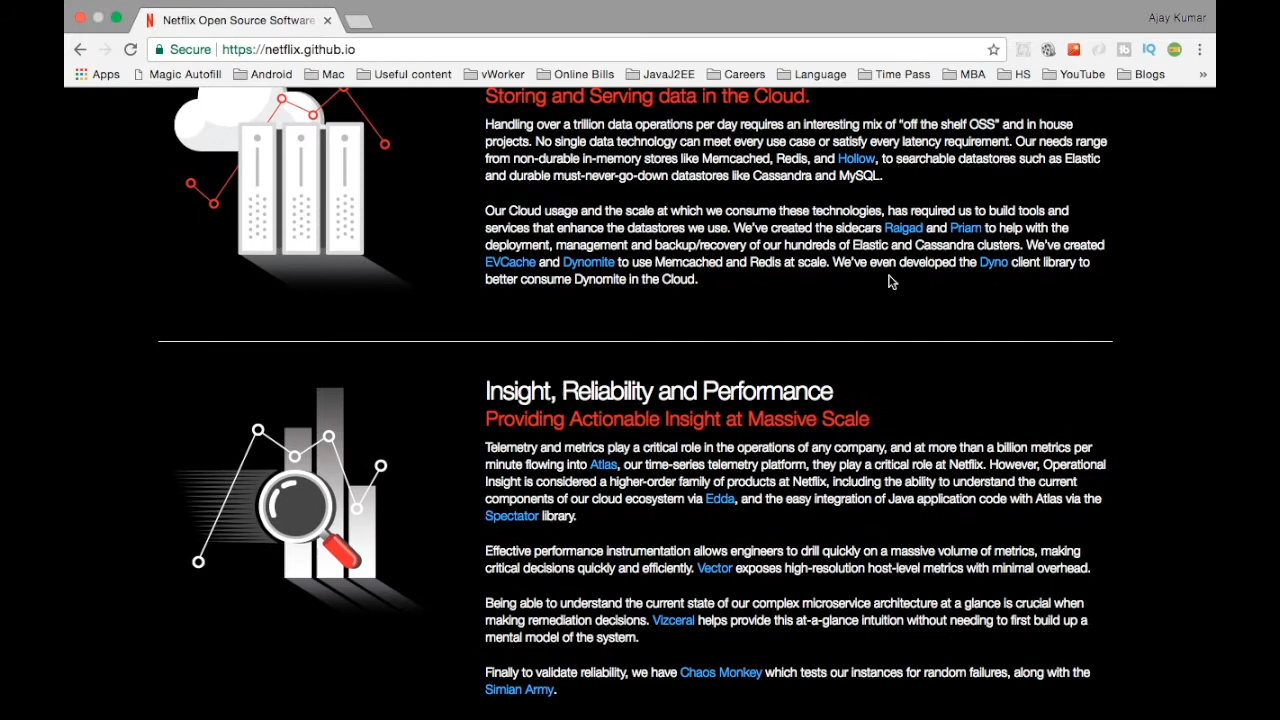 Netflix Open Source Software
Ajay Kumar
Secure https://netflix.github.io
Apps Magic Autofill Android Mac Useful content vWorker Online Bills JavaJ2EE Careers Language Time Pass MBA HS YouTube Blogs »
Storing and Serving data in the Cloud.
Handling over a trillion data operations per day requires an interesting mix of “off the shelf OSS” and in house
projects. No single data technology can meet every use case or satisfy every latency requirement. Our needs range
from non-durable in-memory stores like Memcached, Redis, and Hollow, to searchable datastores such as Elastic
and durable must-never-go-down datastores like Cassandra and MySQL.
Our Cloud usage and the scale at which we consume these technologies, has required us to build tools and
services that enhance the datastores we use. We’ve created the sidecars Raigad and Priam to help with the
deployment, management and backup/recovery of our hundreds of Elastic and Cassandra clusters. We’ve created
EVCache and Dynomite to use Memcached and Redis at scale. We’ve even developed the Dyno client library to
better consume Dynomite in the Cloud.
Insight, Reliability and Performance
Providing Actionable Insight at Massive Scale
Telemetry and metrics play a critical role in the operations of any company, and at more than a billion metrics per
minute flowing into Atlas, our time-series telemetry platform, they play a critical role at Netflix. However, Operational
Insight is considered a higher-order family of products at Netflix, including the ability to understand the current
components of our cloud ecosystem via Edda, and the easy integration of Java application code with Atlas via the
Spectator library.
Effective performance instrumentation allows engineers to drill quickly on a massive volume of metrics, making
critical decisions quickly and efficiently. Vector exposes high-resolution host-level metrics with minimal overhead.
Being able to understand the current state of our complex microservice architecture at a glance is crucial when
making remediation decisions. Vizceral helps provide this at-a-glance intuition without needing to first build up a
mental model of the system.
Finally to validate reliability, we have Chaos Monkey which tests our instances for random failures, along with the
Simian Army.